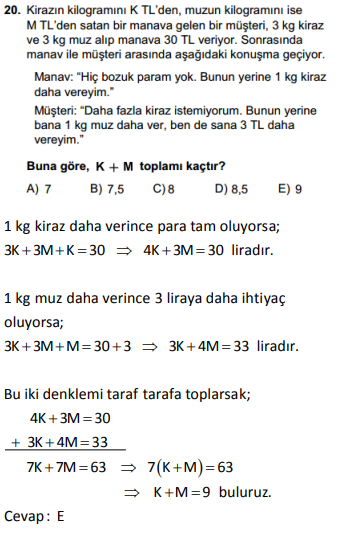 20. Kirazın kilogramını K TL'den, muzun kilogramını ise
M TL'den satan bir manava gelen bir müşteri, 3 kg kiraz
ve 3 kg muz alıp manava 30 TL veriyor. Sonrasında
manav ile müşteri arasında aşağıdaki konuşma geçiyor.
Manav: “Hiç bozuk param yok. Bunun yerine 1 kg kiraz
daha vereyim.”
Müşteri: “Daha fazla kiraz istemiyorum. Bunun yerine
bana 1 kg muz daha ver, ben de sana 3 TL daha
vereyim.”
Buna göre, K + M toplamı kaçtır?
A) 7 B) 7,5 C) 8 D) 8,5 E) 9
1 kg kiraz daha verince para tam oluyorsa;
3K + 3M + K = 30 ⇒ 4K + 3M = 30 liradır.
1 kg muz daha verince 3 liraya daha ihtiyaç
oluyorsa;
3K + 3M + M = 30 + 3 ⇒ 3K + 4M = 33 liradır.
Bu iki denklemi taraf tarafa toplarsak;
4K + 3M = 30
+ 3K + 4M = 33
7K + 7M = 63 ⇒ 7(K + M) = 63
⇒ K + M = 9 buluruz.
Cevap : E